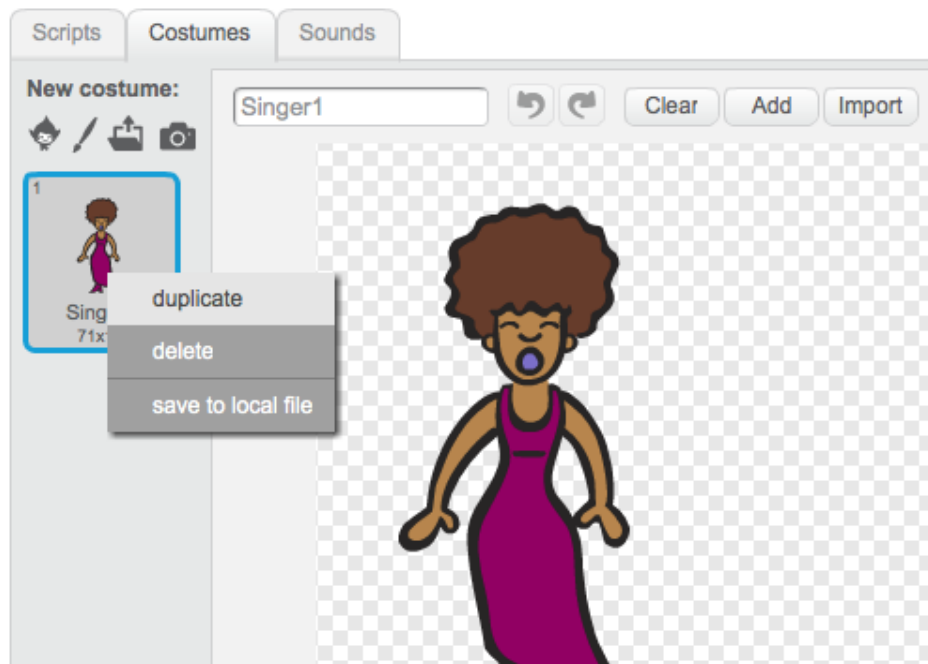 Scripts Costumes Sounds
New costume:
Singer1 Clear Add Import
1
duplicate
delete
save to local file